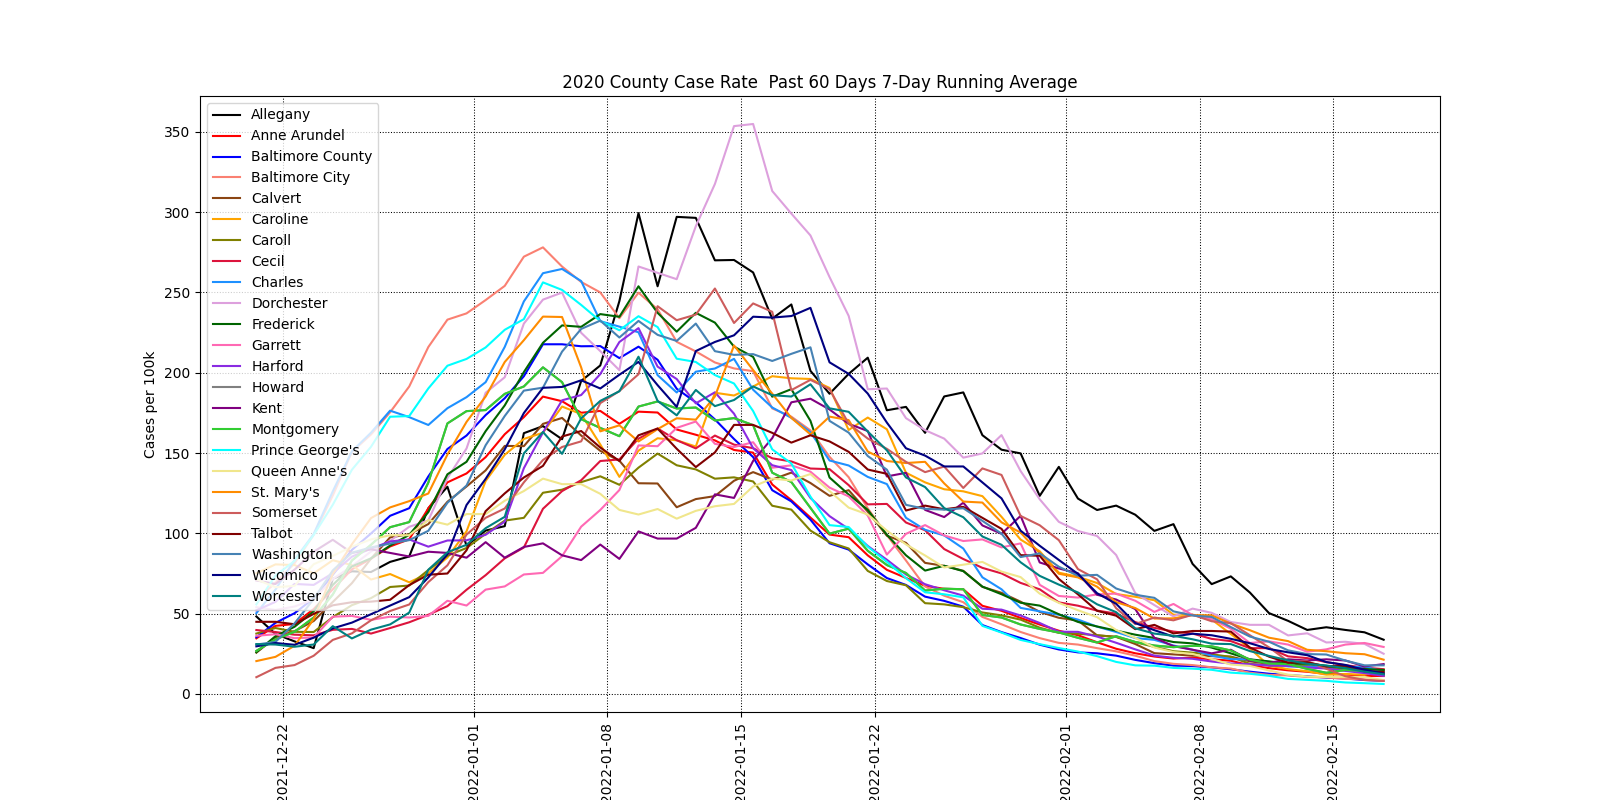 2020 County Case Rate  Past 60 Days 7-Day Running Average
Cases per 100k
350
300
250
200
150
100
50
0
Allegany
Anne Arundel
Baltimore County
Baltimore City
Calvert
Caroline
Caroll
Cecil
Charles
Dorchester
Frederick
Garrett
Harford
Howard
Kent
Montgomery
Prince George's
Queen Anne's
St. Mary's
Somerset
Talbot
Washington
Wicomico
Worcester
2021-12-22
2022-01-01
2022-01-08
2022-01-15
2022-01-22
2022-02-01
2022-02-08
2022-02-15